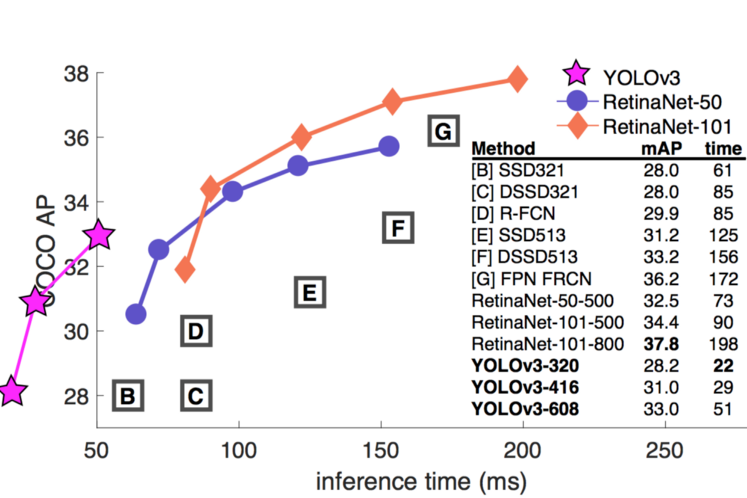 38
36
34
32
30
28
COCO AP
50
100
150
200
250
inference time (ms)
B
C
D
E
F
G
YOLOv3
RetinaNet-50
RetinaNet-101
Method mAP time
[B] SSD321 28.0 61
[C] DSSD321 28.0 85
[D] R-FCN 29.9 85
[E] SSD513 31.2 125
[F] DSSD513 33.2 156
[G] FPN FRCN 36.2 172
RetinaNet-50-500 32.5 73
RetinaNet-101-500 34.4 90
RetinaNet-101-800 37.8 198
YOLOv3-320 28.2 22
YOLOv3-416 31.0 29
YOLOv3-608 33.0 51